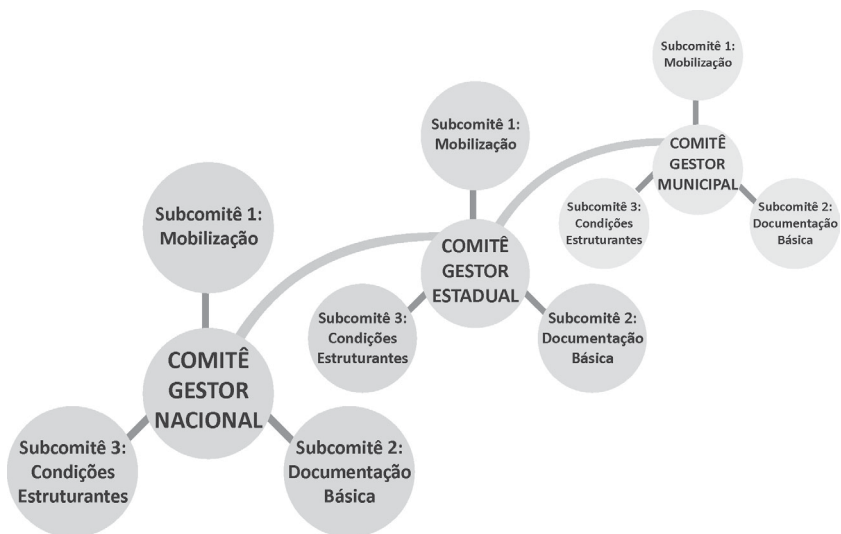 Subcomitê 1:
Mobilização
COMITÊ
GESTOR
NACIONAL
Subcomitê 3:
Condições
Estruturantes
Subcomitê 2:
Documentação
Básica
Subcomitê 1:
Mobilização
COMITÊ
GESTOR
ESTADUAL
Subcomitê 3:
Condições
Estruturantes
Subcomitê 2:
Documentação
Básica
Subcomitê 1:
Mobilização
COMITÊ
GESTOR
MUNICIPAL
Subcomitê 3:
Condições
Estruturantes
Subcomitê 2:
Documentação
Básica